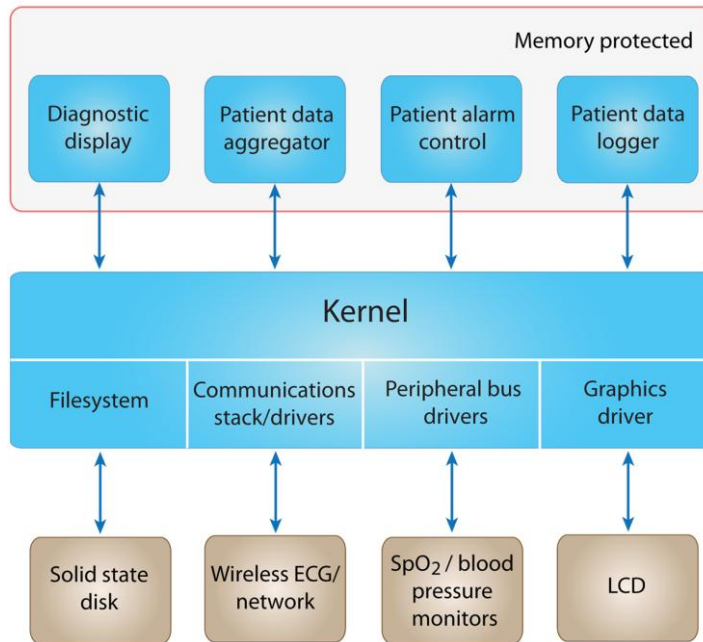 Memory protected
Diagnostic
display
Patient data
aggregator
Patient alarm
control
Patient data
logger
Kernel
Filesystem
Communications
stack/drivers
Peripheral bus
drivers
Graphics
driver
Solid state
disk
Wireless ECG/
network
SpO₂ / blood
pressure
monitors
LCD